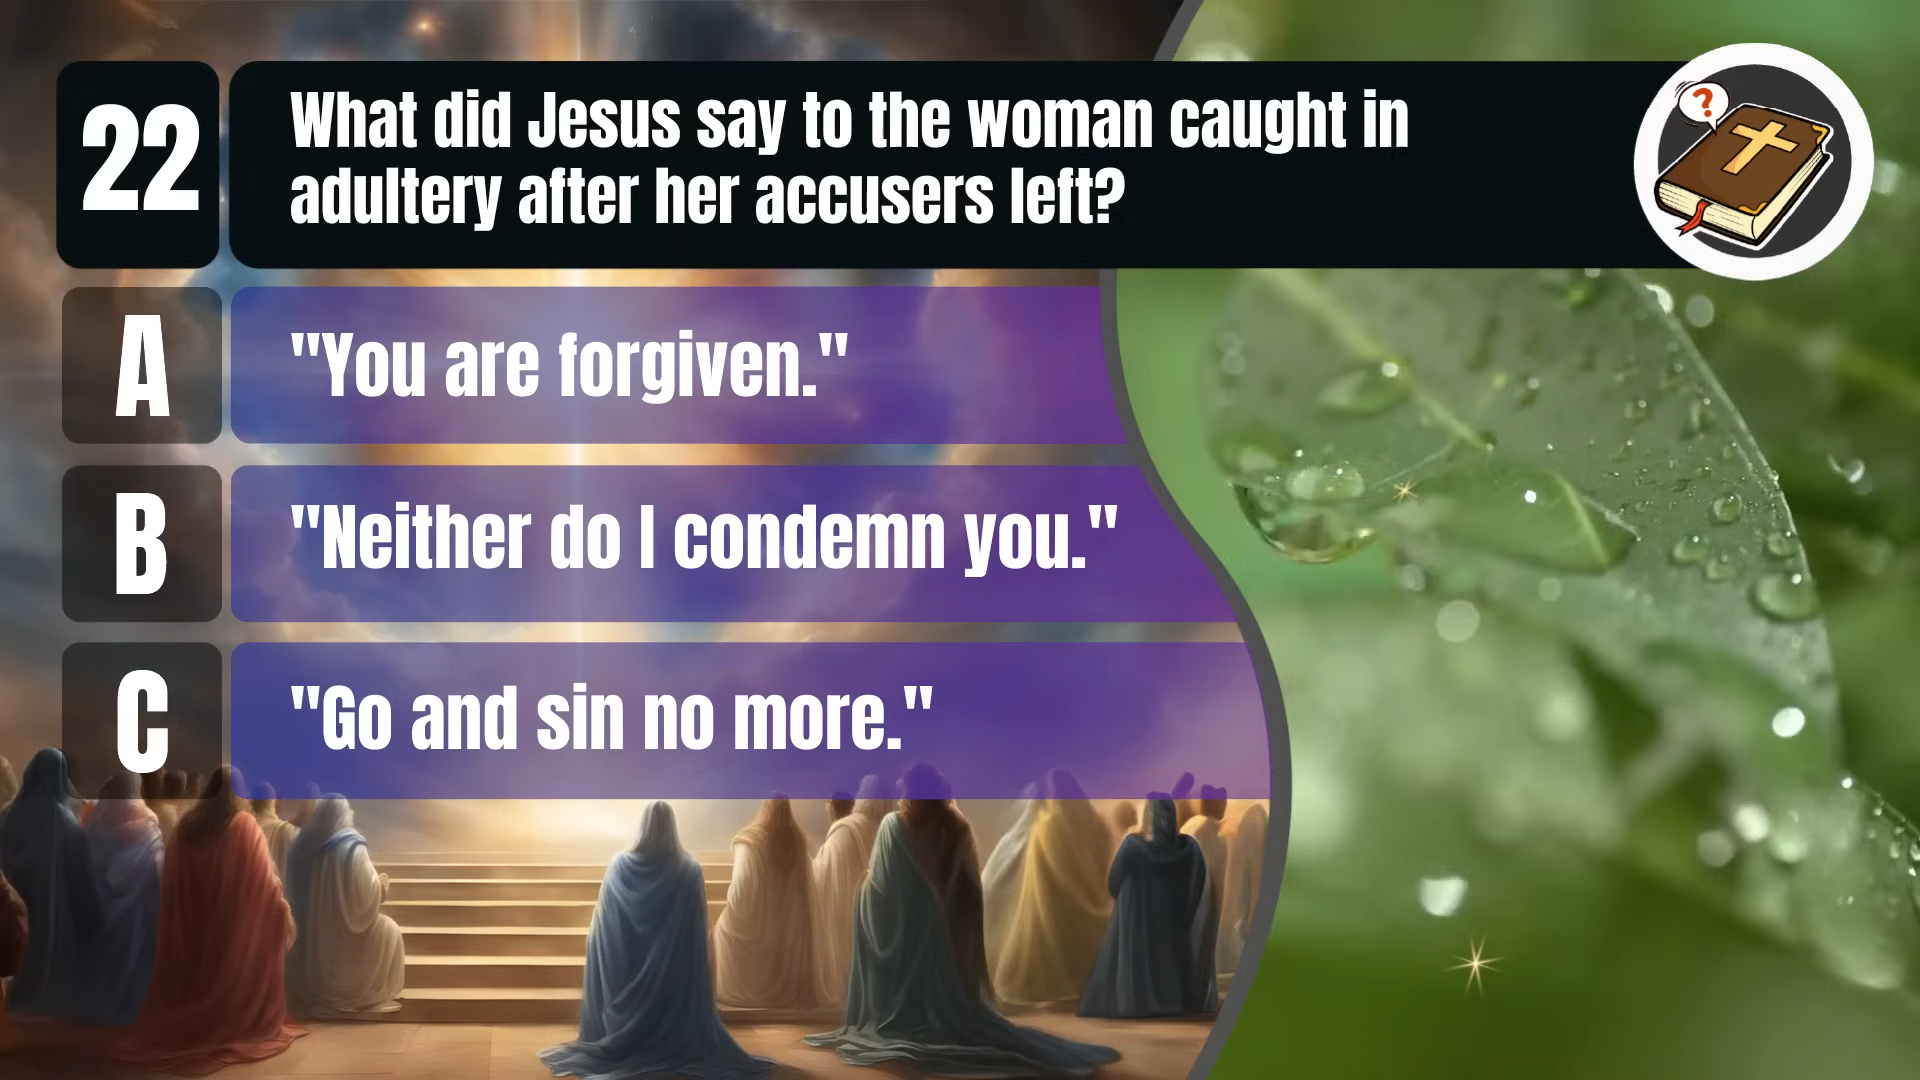 22
What did Jesus say to the woman caught in
adultery after her accusers left?
?
A
"You are forgiven."
B
"Neither do I condemn you."
C
"Go and sin no more."